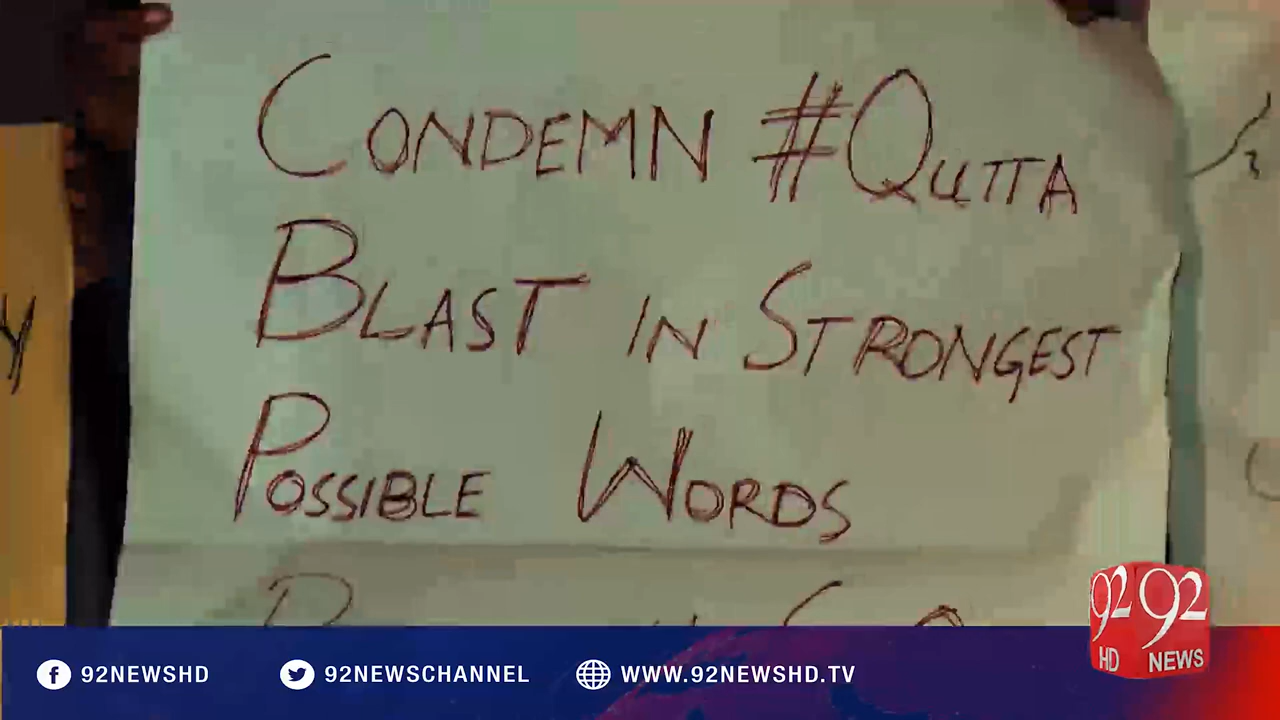 CONDEMN #QUTTA
BLAST IN STRONGEST
POSSIBLE WORDS
Y
92 92
HD NEWS
92NEWSHD 92NEWSCHANNEL WWW.92NEWSHD.TV